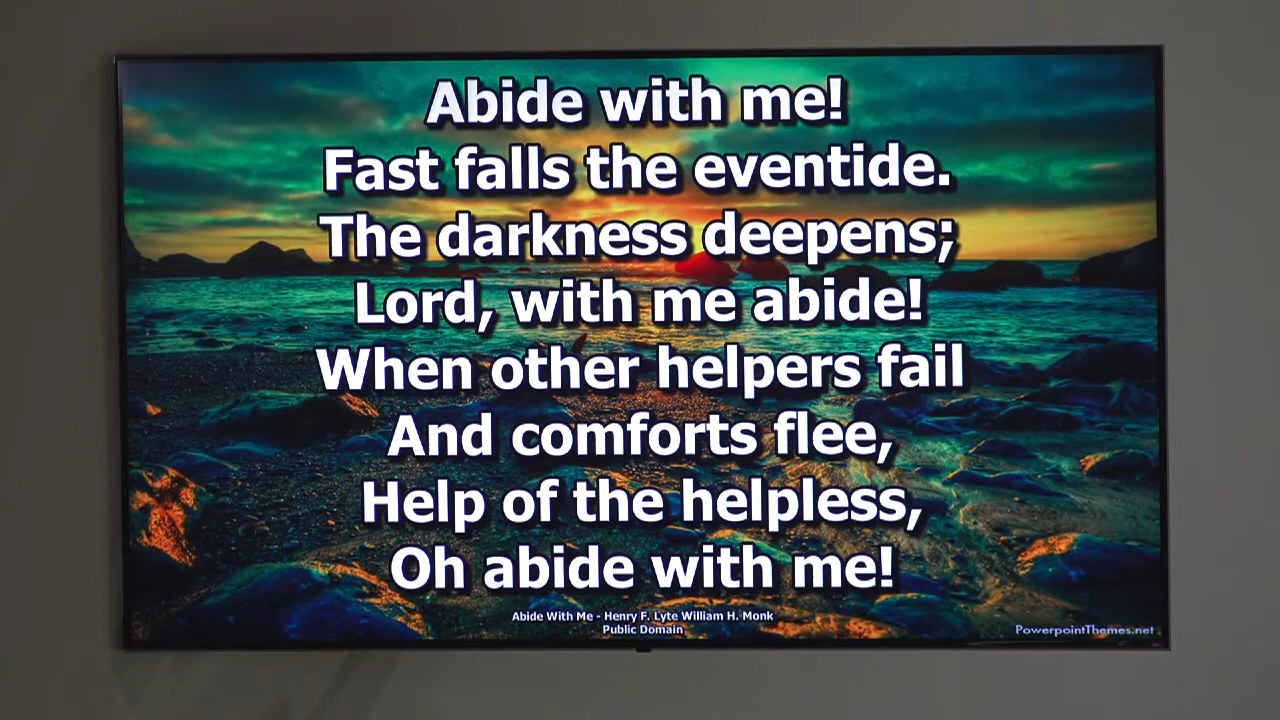 Abide with me!
Fast falls the eventide.
The darkness deepens;
Lord, with me abide!
When other helpers fail
And comforts flee,
Help of the helpless,
Oh abide with me!
Abide With Me - Henry F. Lyte William H. Monk
Public Domain
PowerpointThemes.net